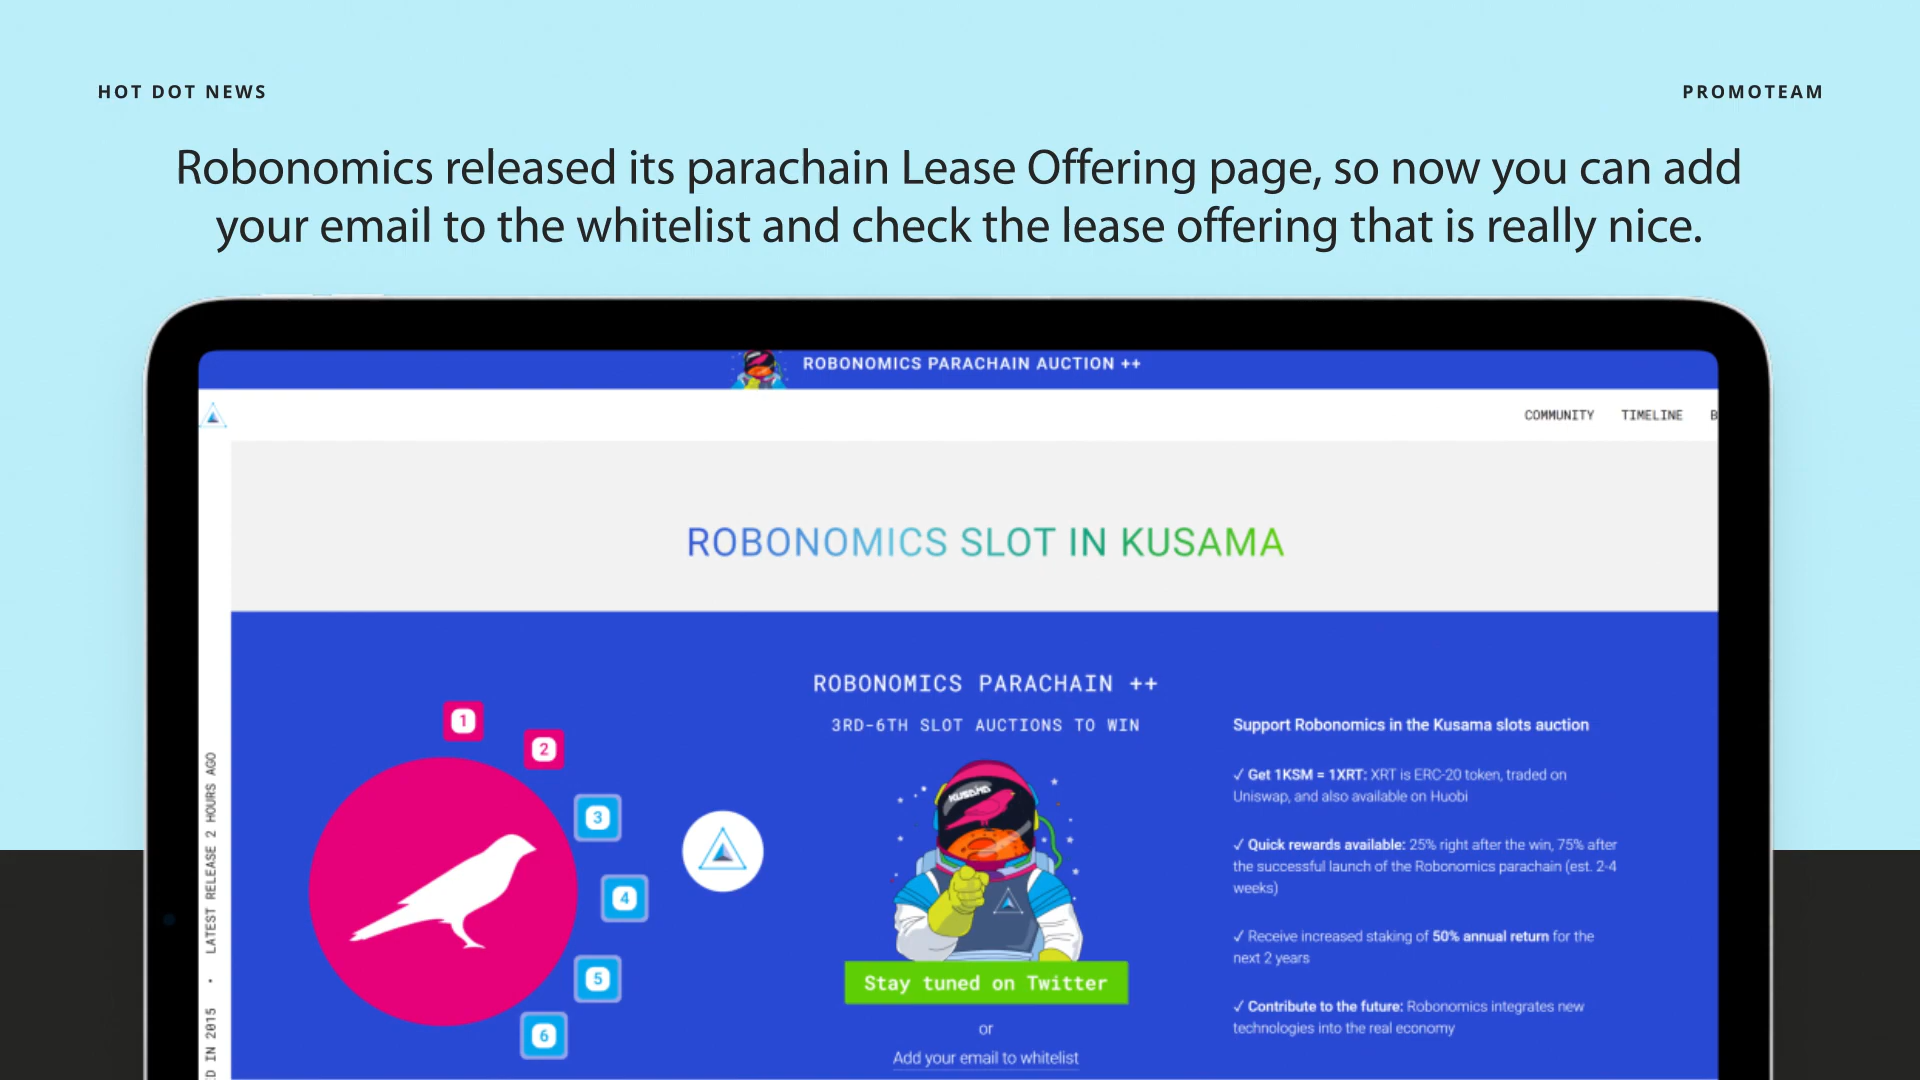 HOT DOT NEWS
PROMOTEAM
Robonomics released its parachain Lease Offering page, so now you can add
your email to the whitelist and check the lease offering that is really nice.
ROBONOMICS PARACHAIN AUCTION ++
COMMUNITY TIMELINE B
ROBONOMICS SLOT IN KUSAMA
LATEST RELEASE 2 HOURS AGO
•
D IN 2015
1
2
3
4
5
6
ROBONOMICS PARACHAIN ++
3RD-6TH SLOT AUCTIONS TO WIN
KUSAMA
Stay tuned on Twitter
or
Add your email to whitelist
Support Robonomics in the Kusama slots auction
✓ Get 1KSM = 1XRT: XRT is ERC-20 token, traded on
Uniswap, and also available on Huobi
✓ Quick rewards available: 25% right after the win, 75% after
the successful launch of the Robonomics parachain (est. 2-4
weeks)
✓ Receive increased staking of 50% annual return for the
next 2 years
✓ Contribute to the future: Robonomics integrates new
technologies into the real economy